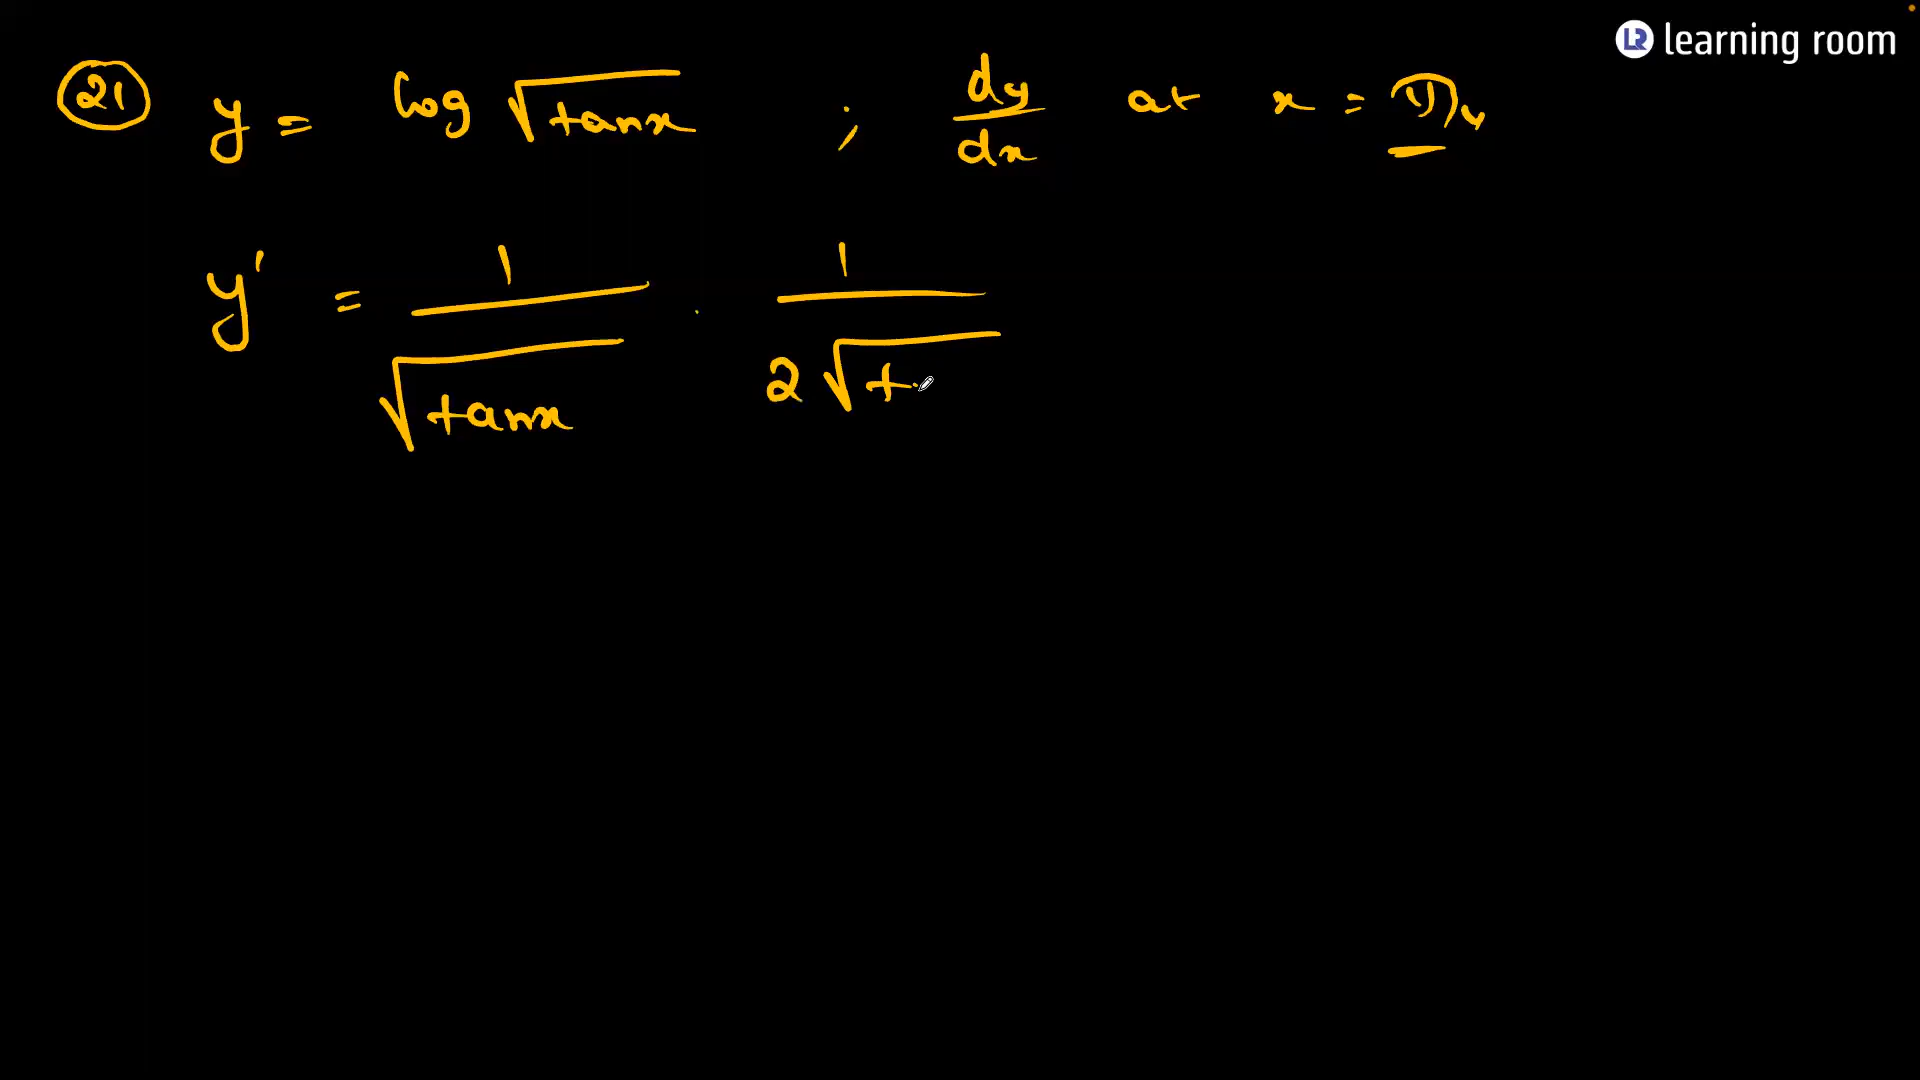 learning room
21 y = log √tanx ; dy/dx at x = π/4
y' = 1/√tanx . 1/2√t